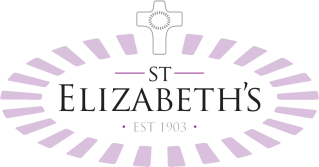 ST
ELIZABETH'S
• EST 1903 •